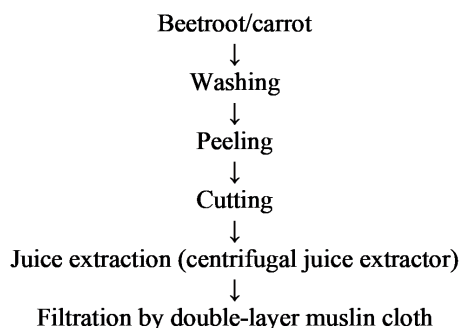 Beetroot/carrot
↓
Washing
↓
Peeling
↓
Cutting
↓
Juice extraction (centrifugal juice extractor)
↓
Filtration by double-layer muslin cloth